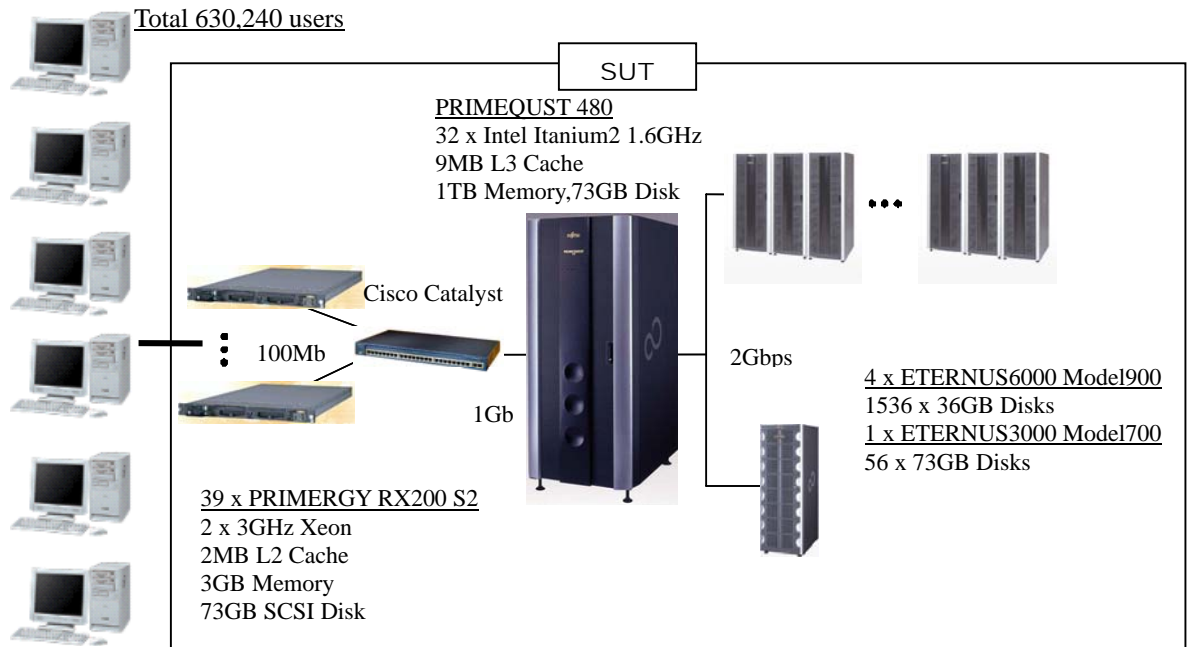 Total 630,240 users
SUT
PRIMEQUST 480
32 x Intel Itanium2 1.6GHz
9MB L3 Cache
1TB Memory,73GB Disk
Cisco Catalyst
100Mb
1Gb
2Gbps
4 x ETERNUS6000 Model900
1536 x 36GB Disks
1 x ETERNUS3000 Model700
56 x 73GB Disks
39 x PRIMERGY RX200 S2
2 x 3GHz Xeon
2MB L2 Cache
3GB Memory
73GB SCSI Disk